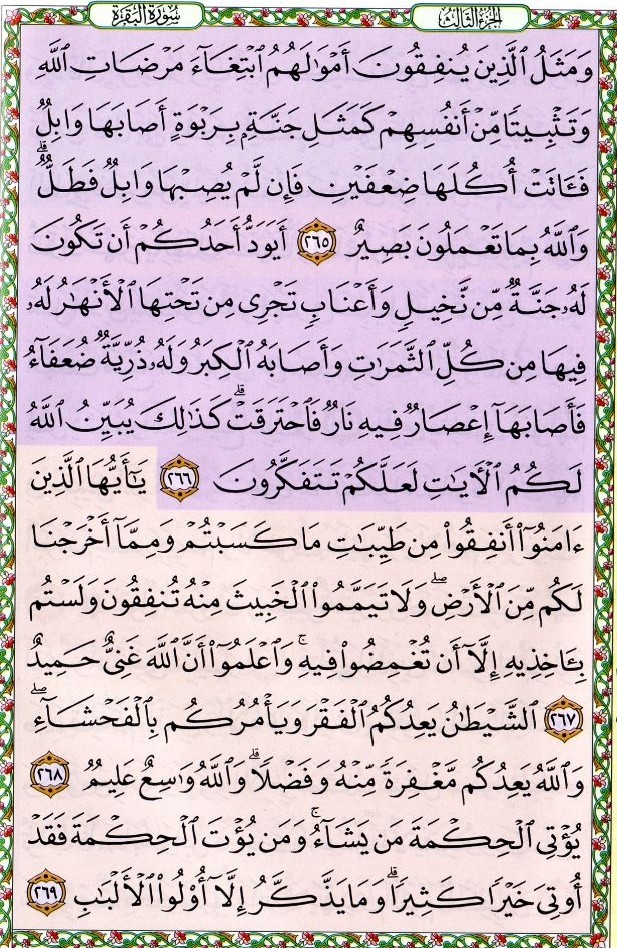 سُورَةُ البَقَرَةِ
الجُزْءُ الثَّالِثُ
وَمَثَلُ ٱلَّذِينَ يُنفِقُونَ أَمْوَٰلَهُمُ ٱبْتِغَآءَ مَرْضَاتِ ٱللَّهِ
وَتَثْبِيتًا مِّنْ أَنفُسِهِمْ كَمَثَلِ جَنَّةٍۭ بِرَبْوَةٍ أَصَابَهَا وَابِلٌ
فَـَٔاتَتْ أُكُلَهَا ضِعْفَيْنِ فَإِن لَّمْ يُصِبْهَا وَابِلٌ فَطَلٌّ ۗ
وَٱللَّهُ بِمَا تَعْمَلُونَ بَصِيرٌ ٢٦٥ أَيَوَدُّ أَحَدُكُمْ أَن تَكُونَ
لَهُۥ جَنَّةٌ مِّن نَّخِيلٍ وَأَعْنَابٍ تَجْرِى مِن تَحْتِهَا ٱلْأَنْهَـٰرُ لَهُۥ
فِيهَا مِن كُلِّ ٱلثَّمَرَٰتِ وَأَصَابَهُ ٱلْكِبَرُ وَلَهُۥ ذُرِّيَّةٌ ضُعَفَآءُ
فَأَصَابَهَآ إِعْصَارٌ فِيهِ نَارٌ فَٱحْتَرَقَتْ ۗ كَذَٰلِكَ يُبَيِّنُ ٱللَّهُ
لَكُمُ ٱلْـَٔايَـٰتِ لَعَلَّكُمْ تَتَفَكَّرُونَ ٢٦٦ يَـٰٓأَيُّهَا ٱلَّذِينَ
ءَامَنُوٓا۟ أَنفِقُوا۟ مِن طَيِّبَـٰتِ مَا كَسَبْتُمْ وَمِمَّآ أَخْرَجْنَا
لَكُم مِّنَ ٱلْأَرْضِ ۖ وَلَا تَيَمَّمُوا۟ ٱلْخَبِيثَ مِنْهُ تُنفِقُونَ وَلَسْتُم
بِـَٔاخِذِيهِ إِلَّآ أَن تُغْمِضُوا۟ فِيهِ ۚ وَٱعْلَمُوٓا۟ أَنَّ ٱللَّهَ غَنِىٌّ حَمِيدٌ
٢٦٧ ٱلشَّيْطَـٰنُ يَعِدُكُمُ ٱلْفَقْرَ وَيَأْمُرُكُم بِٱلْفَحْشَآءِ ۖ
وَٱللَّهُ يَعِدُكُم مَّغْفِرَةً مِّنْهُ وَفَضْلًا ۗ وَٱللَّهُ وَٰسِعٌ عَلِيمٌ ٢٦٨
يُؤْتِى ٱلْحِكْمَةَ مَن يَشَآءُ ۚ وَمَن يُؤْتَ ٱلْحِكْمَةَ فَقَدْ
أُوتِىَ خَيْرًا كَثِيرًا ۗ وَمَا يَذَّكَّرُ إِلَّآ أُو۟لُوا۟ ٱلْأَلْبَـٰبِ ٢٦٩